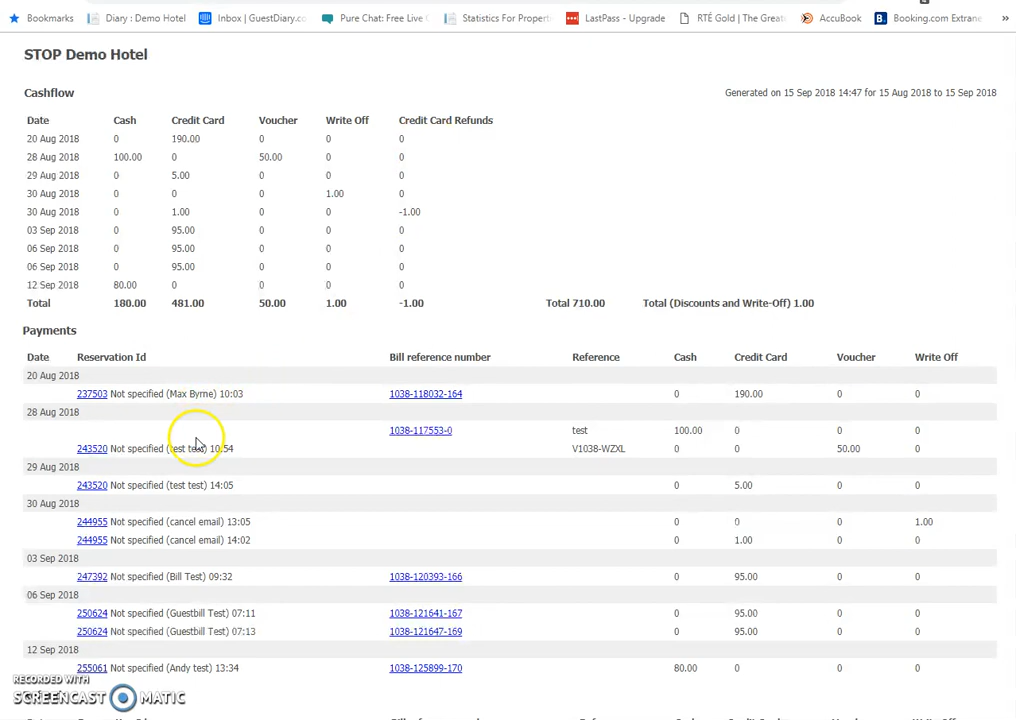 Bookmarks Diary : Demo Hotel Inbox | GuestDiary.co Pure Chat: Free Live Statistics For Propert LastPass - Upgrade RTÉ Gold | The Great AccuBook B. Booking.com Extrane »
STOP Demo Hotel
Cashflow Generated on 15 Sep 2018 14:47 for 15 Aug 2018 to 15 Sep 2018
Date Cash Credit Card Voucher Write Off Credit Card Refunds
20 Aug 2018 0 190.00 0 0 0
28 Aug 2018 100.00 0 50.00 0 0
29 Aug 2018 0 5.00 0 0 0
30 Aug 2018 0 0 0 1.00 0
30 Aug 2018 0 1.00 0 0 -1.00
03 Sep 2018 0 95.00 0 0 0
06 Sep 2018 0 95.00 0 0 0
06 Sep 2018 0 95.00 0 0 0
12 Sep 2018 80.00 0 0 0 0
Total 180.00 481.00 50.00 1.00 -1.00 Total 710.00 Total (Discounts and Write-Off) 1.00
Payments
Date Reservation Id Bill reference number Reference Cash Credit Card Voucher Write Off
20 Aug 2018
237503 Not specified (Max Byrne) 10:03 1038-118032-164 0 190.00 0 0
28 Aug 2018
1038-117553-0 test 100.00 0 0 0
243520 Not specified (test test) 10:54 V1038-WZXL 0 0 50.00 0
29 Aug 2018
243520 Not specified (test test) 14:05 0 5.00 0 0
30 Aug 2018
244955 Not specified (cancel email) 13:05 0 0 0 1.00
244955 Not specified (cancel email) 14:02 0 1.00 0 0
03 Sep 2018
247392 Not specified (Bill Test) 09:32 1038-120393-166 0 95.00 0 0
06 Sep 2018
250624 Not specified (Guestbill Test) 07:11 1038-121641-167 0 95.00 0 0
250624 Not specified (Guestbill Test) 07:13 1038-121647-169 0 95.00 0 0
12 Sep 2018
255061 Not specified (Andy test) 13:34 1038-125899-170 80.00 0 0 0
RECORDED WITH
SCREENCAST MATIC